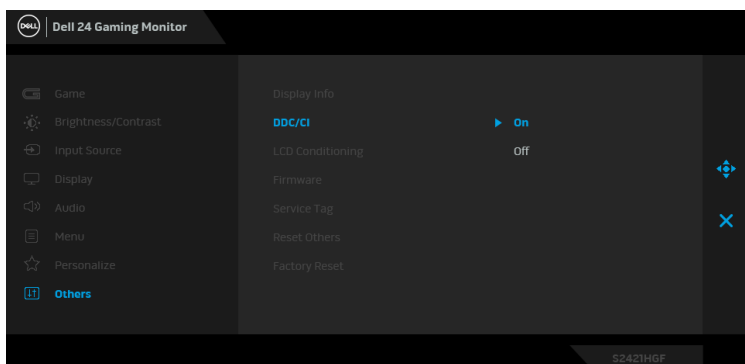 DELL Dell 24 Gaming Monitor
Game
Brightness/Contrast
Input Source
Display
Audio
Menu
Personalize
Others
Display Info
DDC/CI On
LCD Conditioning Off
Firmware
Service Tag
Reset Others
Factory Reset
S2421HGF